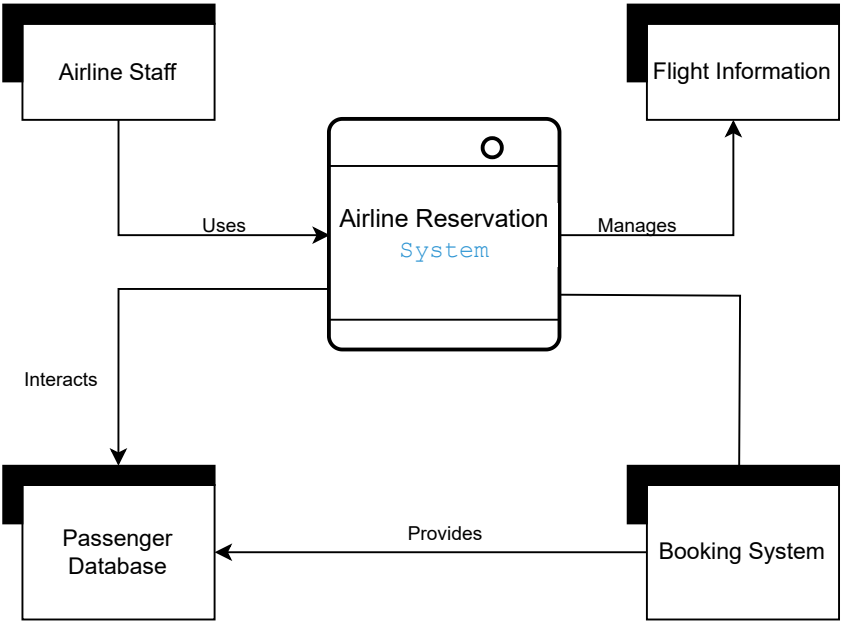 Airline Staff
Flight Information
Uses
Airline Reservation
System
Manages
Interacts
Provides
Passenger
Database
Booking System